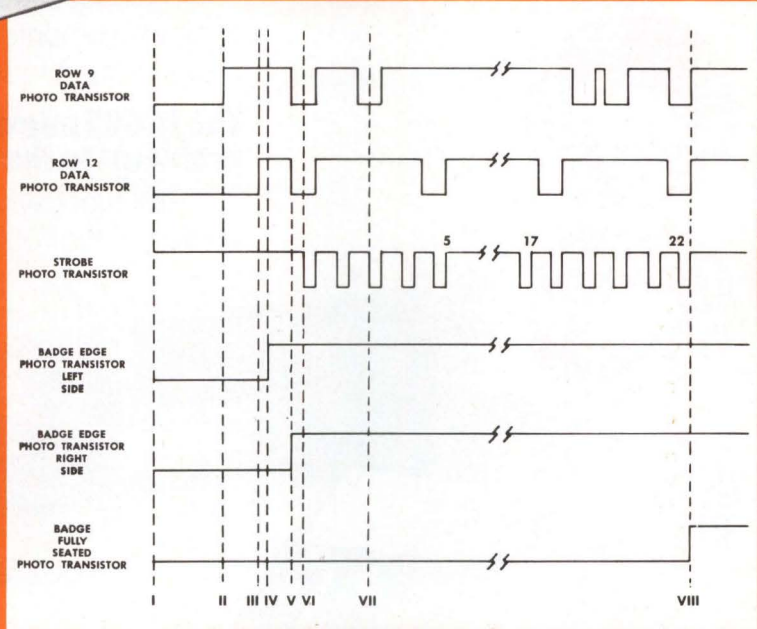 ROW 9
DATA
PHOTO TRANSISTOR
ROW 12
DATA
PHOTO TRANSISTOR
5
17
22
STROBE
PHOTO TRANSISTOR
BADGE EDGE
PHOTO TRANSISTOR
LEFT
SIDE
BADGE EDGE
PHOTO TRANSISTOR
RIGHT
SIDE
BADGE
FULLY
SEATED
PHOTO TRANSISTOR
I II III IV V VI VII VIII